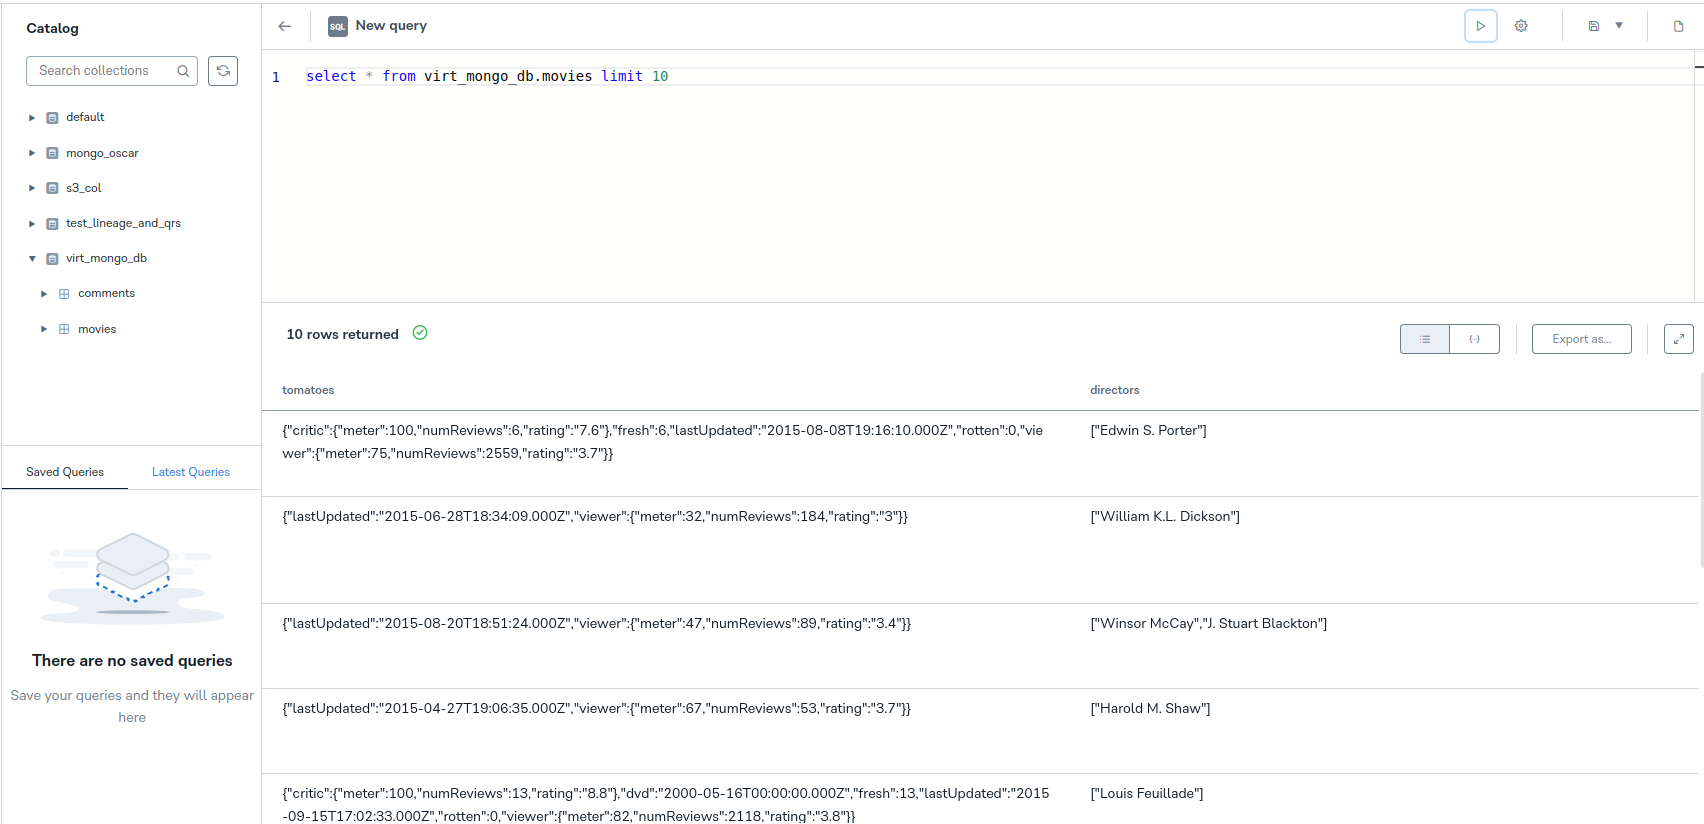 Catalog
Search collections
default
mongo_oscar
s3_col
test_lineage_and_qrs
virt_mongo_db
comments
movies
Saved Queries Latest Queries
There are no saved queries
Save your queries and they will appear
here
SQL New query
1 select * from virt_mongo_db.movies limit 10
10 rows returned
Export as...
tomatoes directors
{"critic":{"meter":100,"numReviews":6,"rating":"7.6"},"fresh":6,"lastUpdated":"2015-08-08T19:16:10.000Z","rotten":0,"vie
wer":{"meter":75,"numReviews":2559,"rating":"3.7"}}
["Edwin S. Porter"]
{"lastUpdated":"2015-06-28T18:34:09.000Z","viewer":{"meter":32,"numReviews":184,"rating":"3"}}
["William K.L. Dickson"]
{"lastUpdated":"2015-08-20T18:51:24.000Z","viewer":{"meter":47,"numReviews":89,"rating":"3.4"}}
["Winsor McCay","J. Stuart Blackton"]
{"lastUpdated":"2015-04-27T19:06:35.000Z","viewer":{"meter":67,"numReviews":53,"rating":"3.7"}}
["Harold M. Shaw"]
{"critic":{"meter":100,"numReviews":13,"rating":"8.8"},"dvd":"2000-05-16T00:00:00.000Z","fresh":13,"lastUpdated":"2015
-09-15T17:02:33.000Z","rotten":0,"viewer":{"meter":82,"numReviews":2118,"rating":"3.8"}}
["Louis Feuillade"]